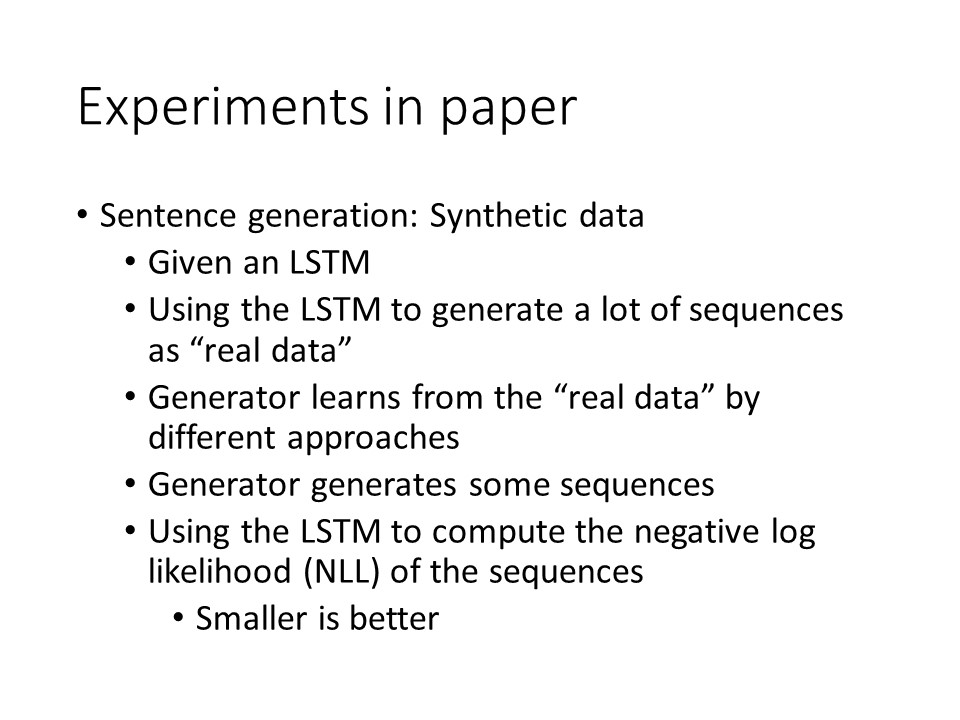 Experiments in paper
• Sentence generation: Synthetic data
• Given an LSTM
• Using the LSTM to generate a lot of sequences
as “real data”
• Generator learns from the “real data” by
different approaches
• Generator generates some sequences
• Using the LSTM to compute the negative log
likelihood (NLL) of the sequences
• Smaller is better